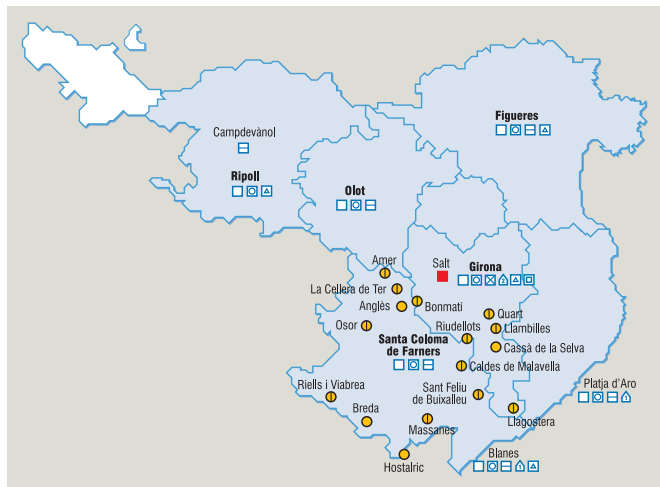 Figueres
Campdevànol
Ripoll
Olot
Amer
Salt
Girona
La Cellera de Ter
Anglès
Bonmatí
Quart
Osor
Riudellots
Llambilles
Santa Coloma
de Farners
Cassà de la Selva
Caldes de Malavella
Riells i Viabrea
Sant Feliu
de Buixalleu
Platja d'Aro
Breda
Massanes
Llagostera
Hostalric
Blanes